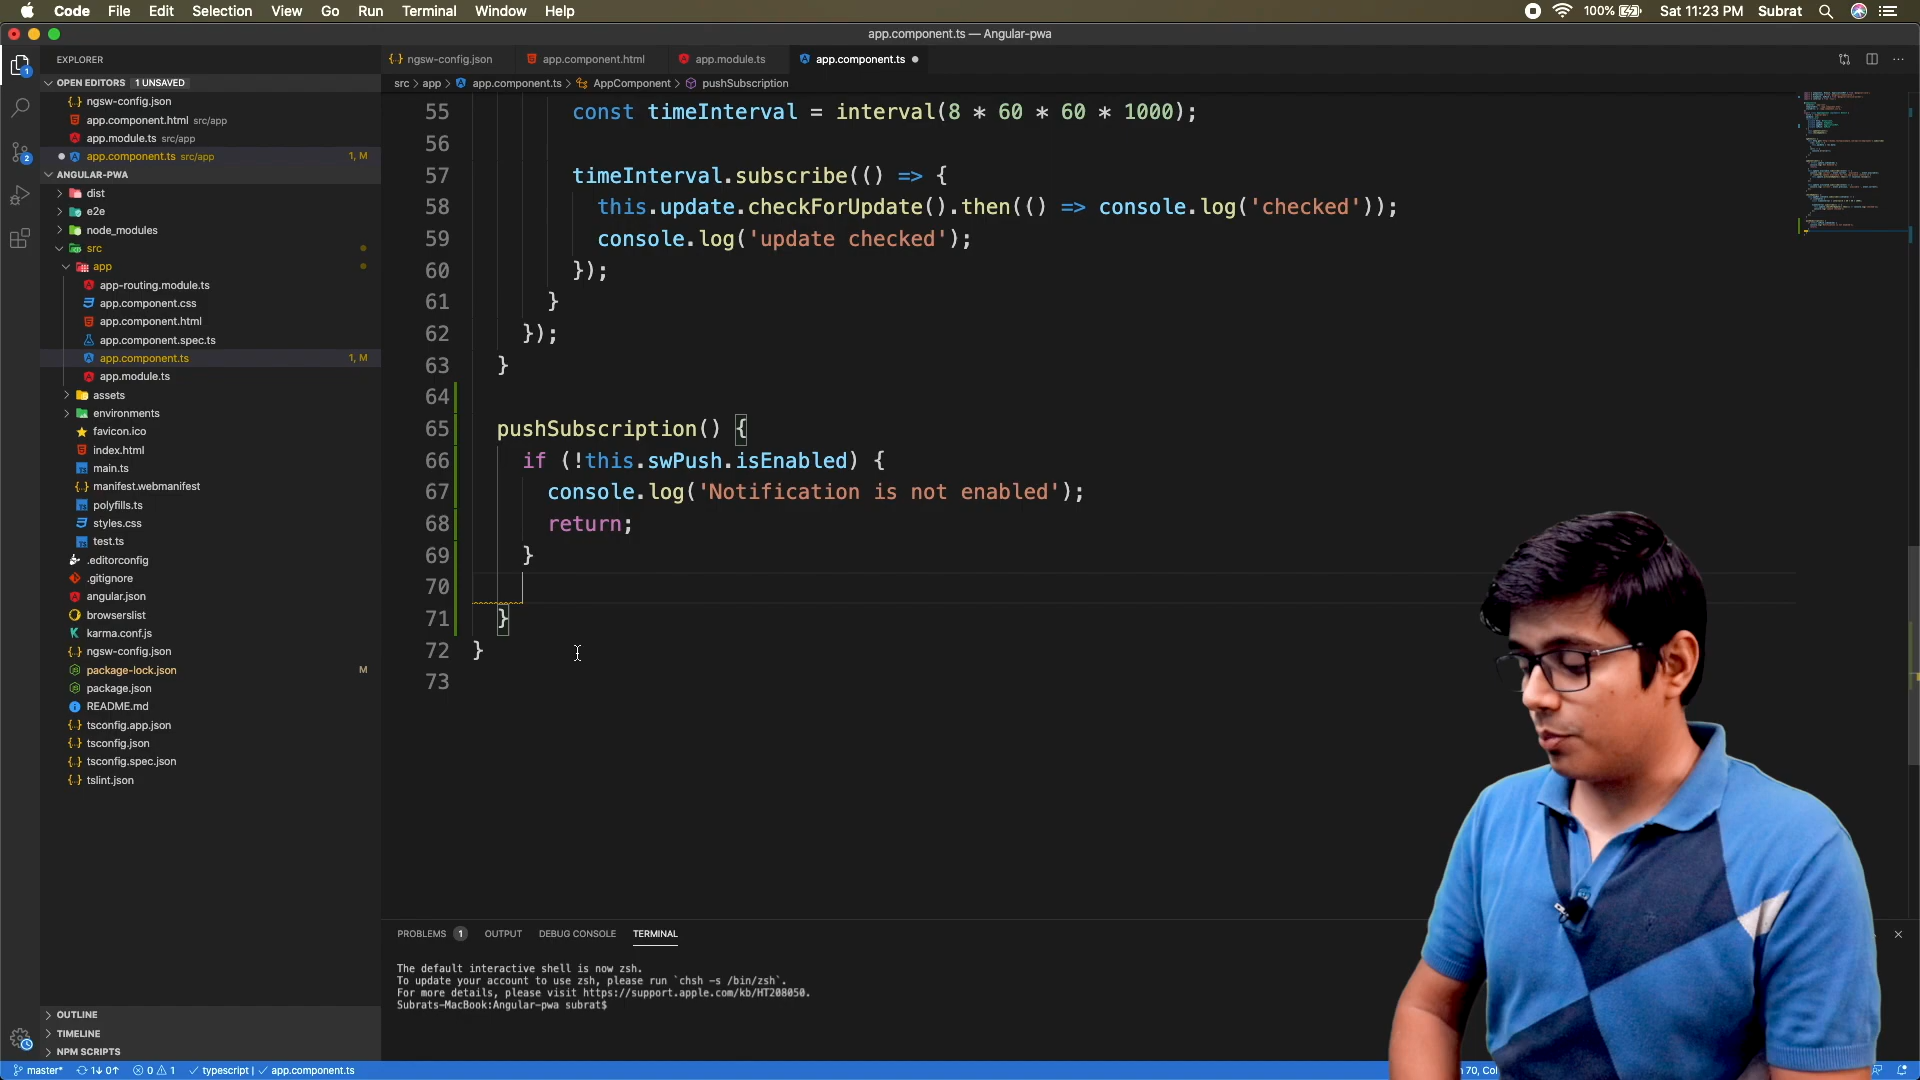 Code File Edit Selection View Go Run Terminal Window Help
100% Sat 11:23 PM Subrat
app.component.ts — Angular-pwa
EXPLORER
OPEN EDITORS 1 UNSAVED
ngsw-config.json
app.component.html src/app
app.module.ts src/app
app.component.ts src/app 1, M
ANGULAR-PWA
dist
e2e
node_modules
src
app
app-routing.module.ts
app.component.css
app.component.html
app.component.spec.ts
app.component.ts 1, M
app.module.ts
assets
environments
favicon.ico
index.html
main.ts
manifest.webmanifest
polyfills.ts
styles.css
test.ts
.editorconfig
.gitignore
angular.json
browserslist
karma.conf.js
ngsw-config.json
package-lock.json M
package.json
README.md
tsconfig.app.json
tsconfig.json
tsconfig.spec.json
tslint.json
OUTLINE
TIMELINE
NPM SCRIPTS
ngsw-config.json app.component.html app.module.ts app.component.ts
src > app > app.component.ts > AppComponent > pushSubscription
55 const timeInterval = interval(8 * 60 * 60 * 1000);
56
57 timeInterval.subscribe(() => {
58 this.update.checkForUpdate().then(() => console.log('checked'));
59 console.log('update checked');
60 });
61 }
62 });
63 }
64
65 pushSubscription() {
66 if (!this.swPush.isEnabled) {
67 console.log('Notification is not enabled');
68 return;
69 }
70
71 }
72 }
73
PROBLEMS 1 OUTPUT DEBUG CONSOLE TERMINAL
The default interactive shell is now zsh.
To update your account to use zsh, please run `chsh -s /bin/zsh`.
For more details, please visit https://support.apple.com/kb/HT208050.
Subrats-MacBook:Angular-pwa subrat$
master* 1↓ 0↑ 0 1 typescript | app.component.ts 70, Col